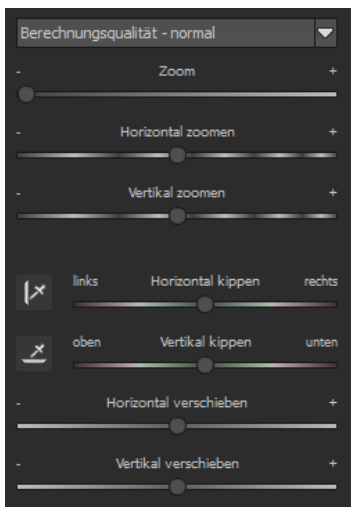 Berechnungsqualität - normal
- Zoom +
- Horizontal zoomen +
- Vertikal zoomen +
links Horizontal kippen rechts
oben Vertikal kippen unten
- Horizontal verschieben +
- Vertikal verschieben +